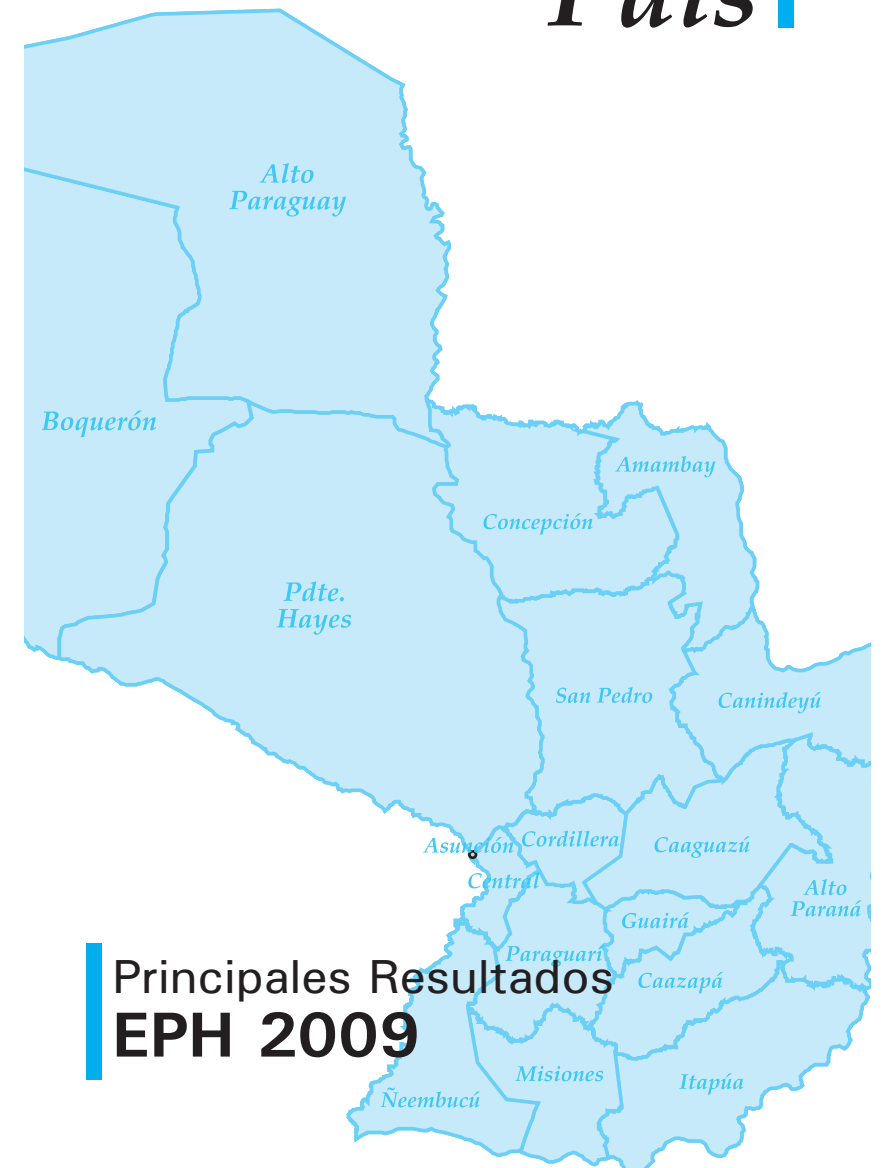 País
Alto
Paraguay
Boquerón
Amambay
Concepción
Pdte.
Hayes
San Pedro
Canindeyú
Asunción
Cordillera
Caaguazú
Central
Alto
Paraná
Guairá
Paraguarí
Caazapá
Principales Resultados
EPH 2009
Misiones
Itapúa
Ñeembucú